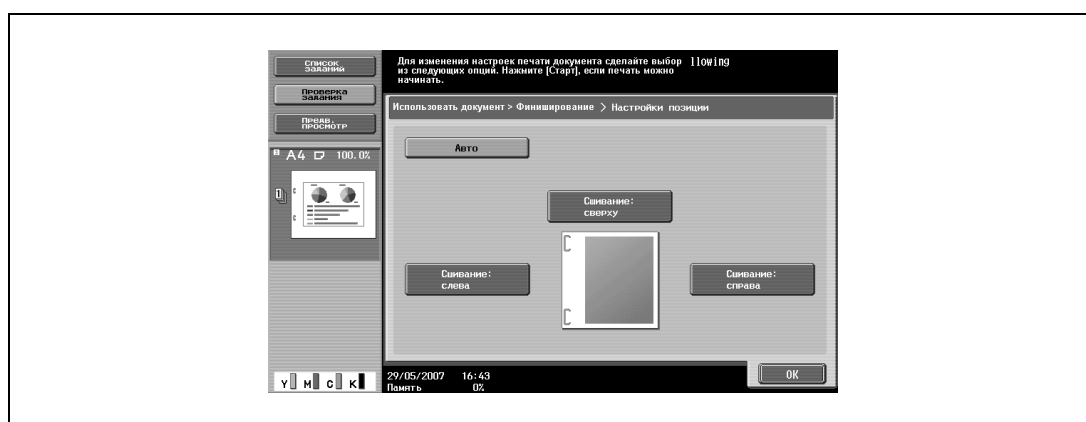 Список
заданий
Проверка
задания
Предв.
просмотр
A4 100.0%
1
Y M C K
Для изменения настроек печати документа сделайте выбор llowing
из следующих опций. Нажмите [Старт], если печать можно
начинать.
Использовать документ > Финиширование > Настройки позиции
Авто
Сшивание:
сверху
Сшивание:
слева
Сшивание:
справа
29/05/2007 16:43
Память 0%
OK